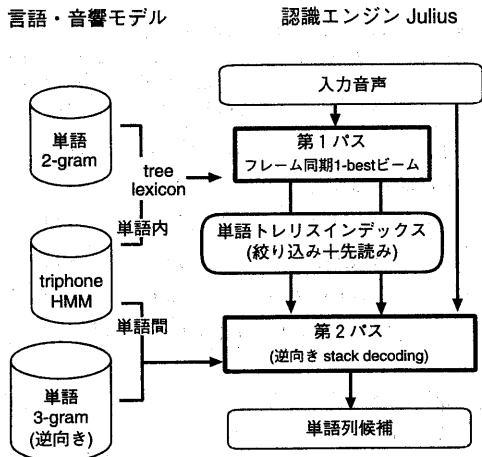 言語・音響モデル
認識エンジン Julius
単語
2-gram
tree
lexicon
単語内
triphone
HMM
単語間
単語
3-gram
(逆向き)
入力音声
第1パス
フレーム同期1-bestビーム
単語トレリスインデックス
(絞り込み+先読み)
第2パス
(逆向き stack decoding)
単語列候補